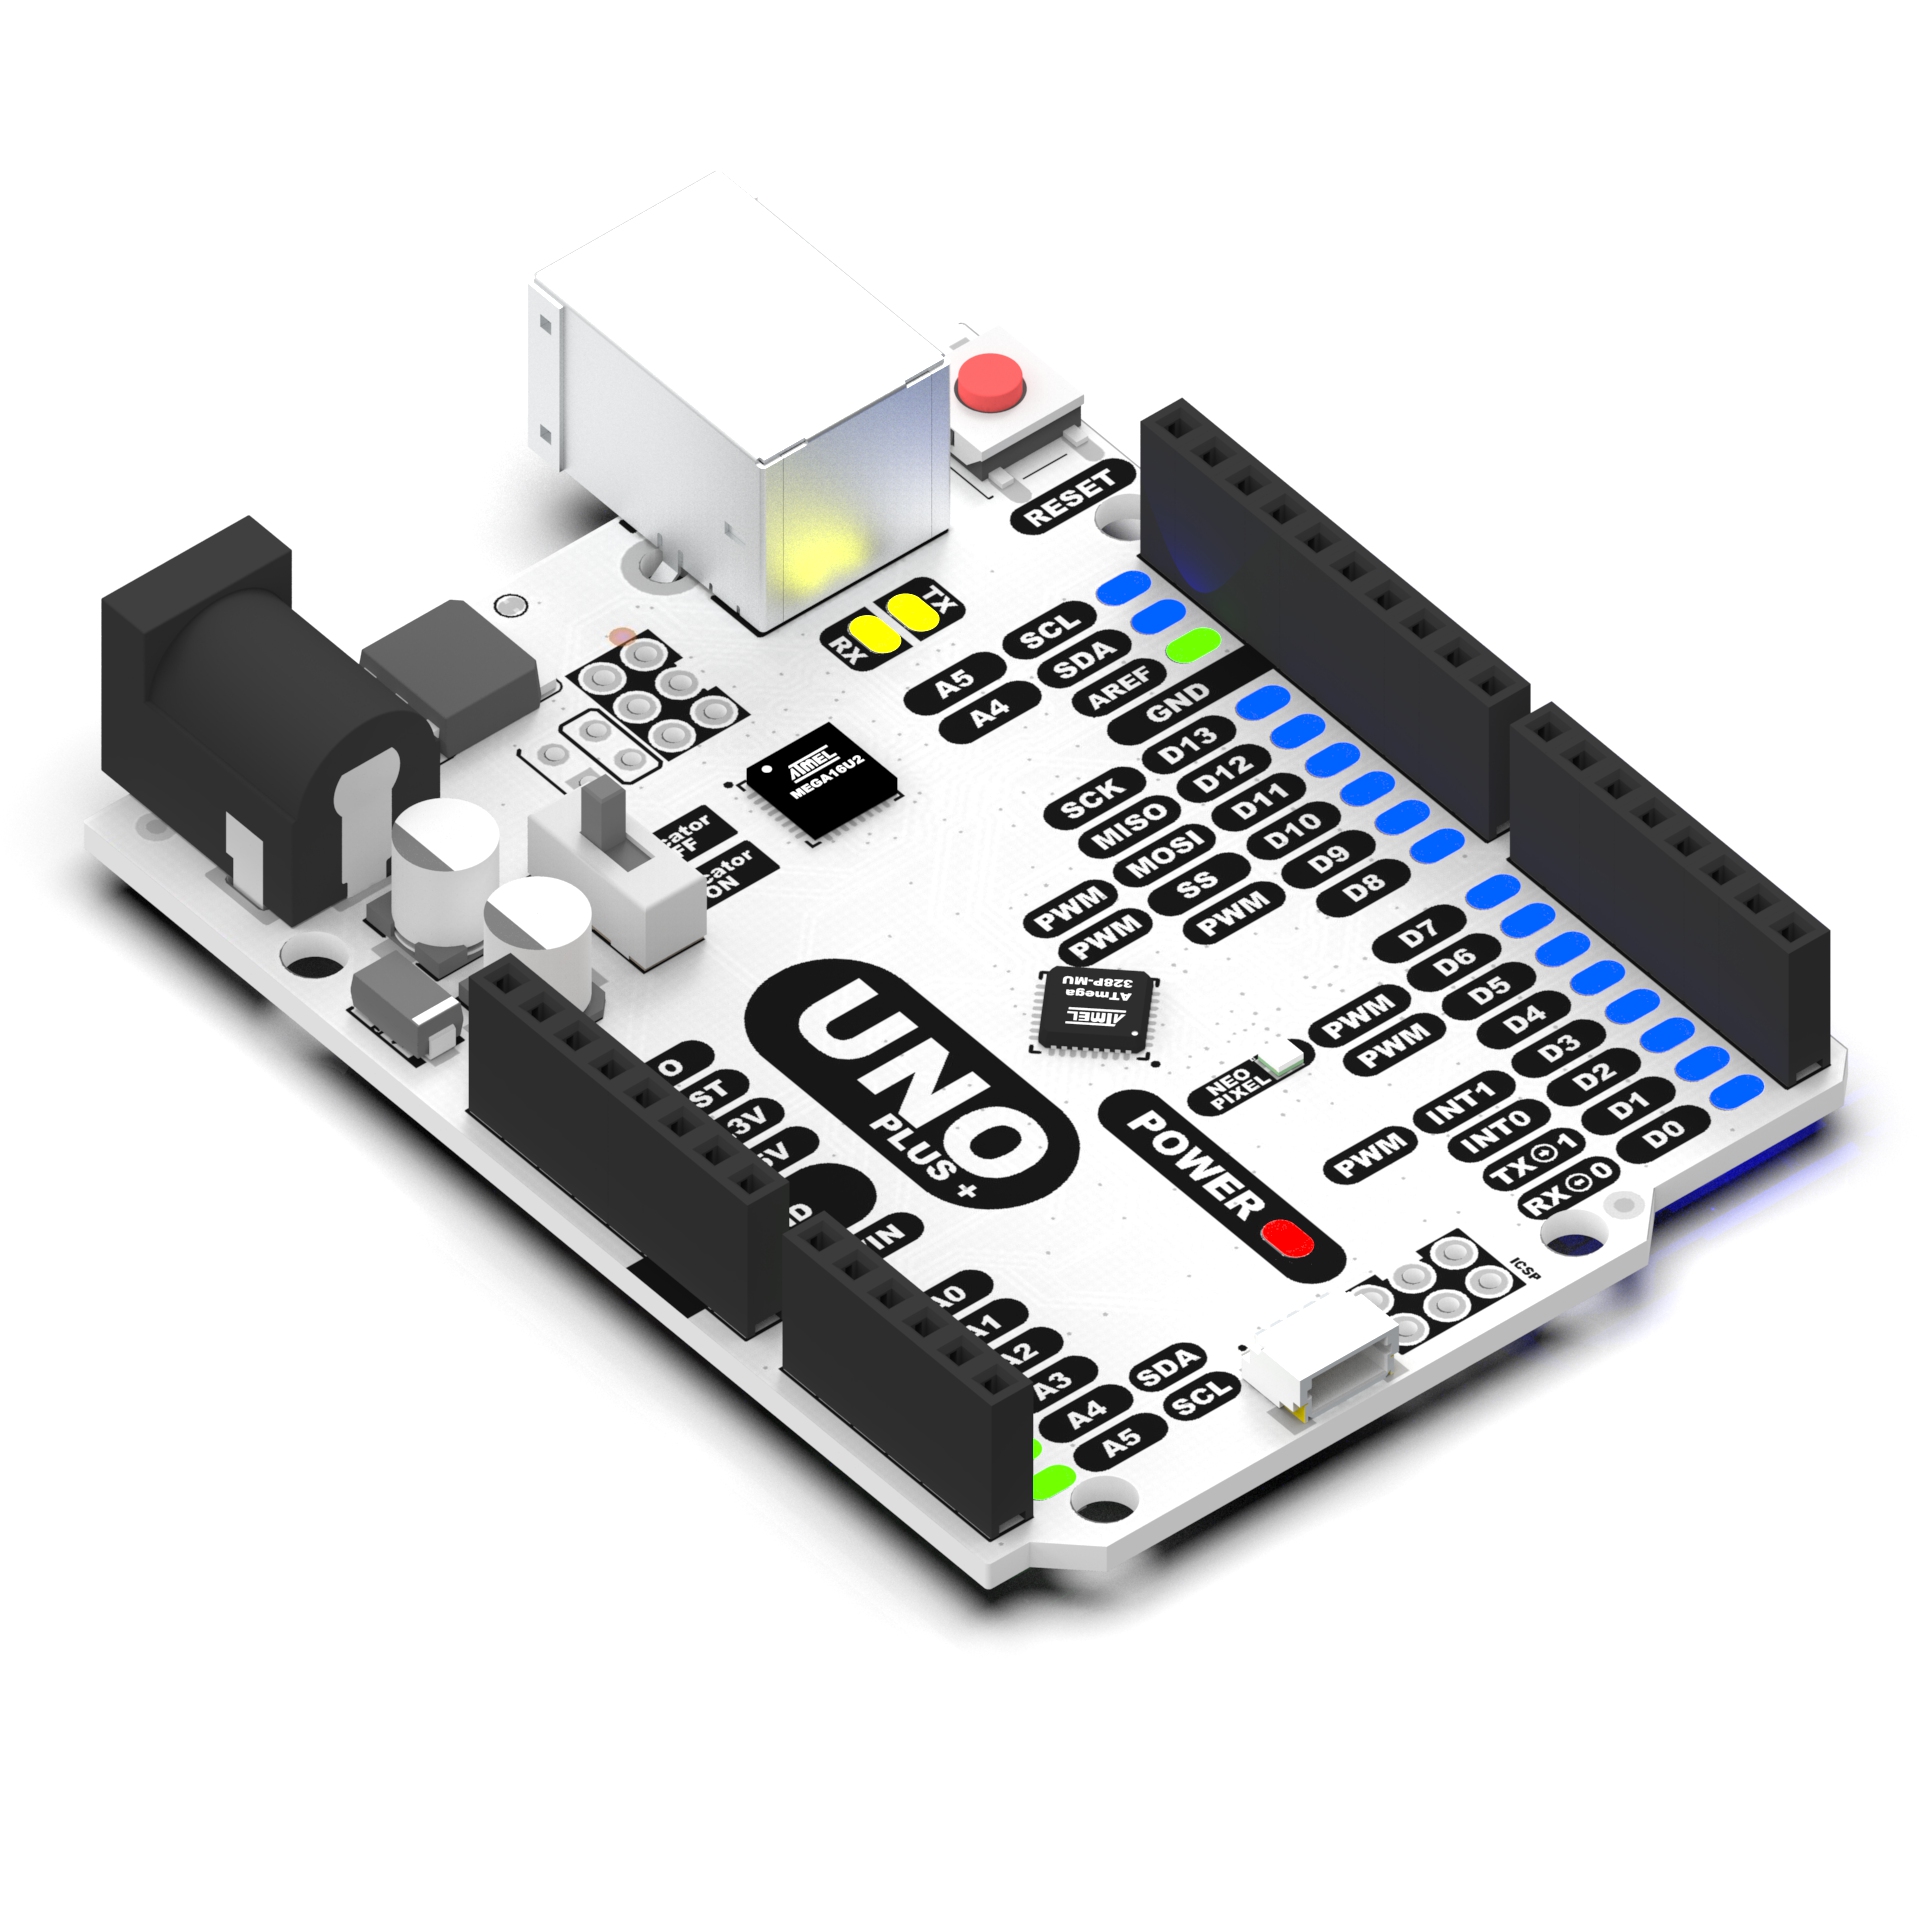 RESET
TX
RX
SCL
SDA
AREF
GND
A5
A4
D13
D12
D11
D10
D9
D8
SCK
MISO
MOSI
SS
PWM
PWM
PWM
ATMEL
MEGA16U2
ON
ATMEL
ATmega
328P-MU
D7
D6
D5
D4
D3
D2
D1
D0
PWM
PWM
INT1
INT0
TX 1
RX 0
PWM
NEO
PIXEL
UNO
PLUS +
POWER
ICSP
A3
A4
A5
SDA
SCL